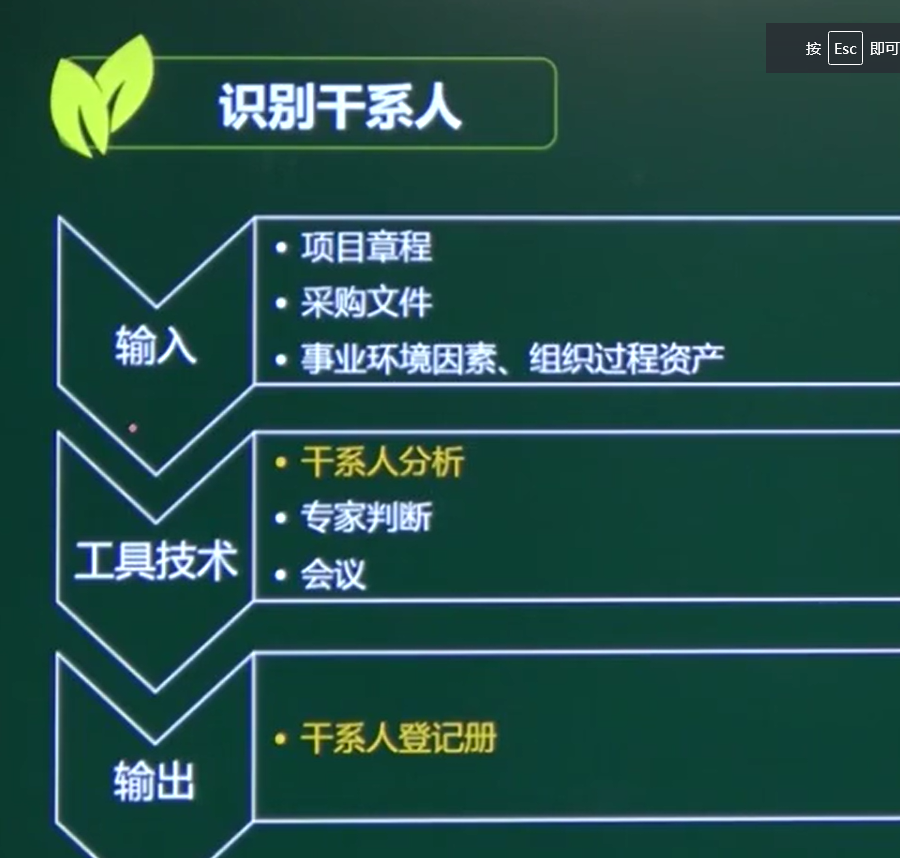 按 Esc 即可
识别干系人
输入
• 项目章程
• 采购文件
• 事业环境因素、组织过程资产
工具技术
• 干系人分析
• 专家判断
• 会议
输出
• 干系人登记册